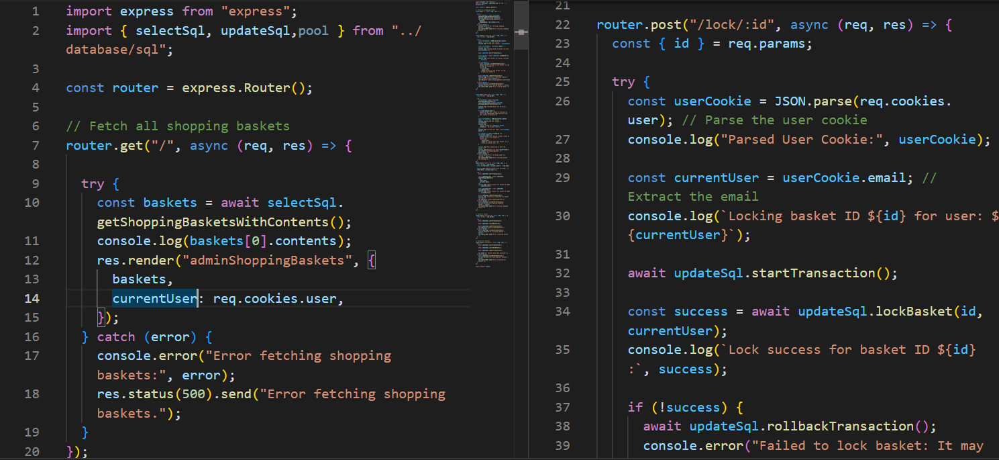 1 import express from "express";
2 import { selectSql, updateSql,pool } from "../
database/sql";
3
4 const router = express.Router();
5
6 // Fetch all shopping baskets
7 router.get("/", async (req, res) => {
8
9 try {
10 const baskets = await selectSql.
getShoppingBasketsWithContents();
11 console.log(baskets[0].contents);
12 res.render("adminShoppingBaskets", {
13 baskets,
14 currentUser: req.cookies.user,
15 });
16 } catch (error) {
17 console.error("Error fetching shopping
baskets:", error);
18 res.status(500).send("Error fetching shopping
baskets.");
19 }
20 });
21
22 router.post("/lock/:id", async (req, res) => {
23 const { id } = req.params;
24
25 try {
26 const userCookie = JSON.parse(req.cookies.
user); // Parse the user cookie
27 console.log("Parsed User Cookie:", userCookie);
28
29 const currentUser = userCookie.email; //
Extract the email
30 console.log(`Locking basket ID ${id} for user: $
{currentUser}`);
31
32 await updateSql.startTransaction();
33
34 const success = await updateSql.lockBasket(id,
currentUser);
35 console.log(`Lock success for basket ID ${id}
:`, success);
36
37 if (!success) {
38 await updateSql.rollbackTransaction();
39 console.error("Failed to lock basket: It may